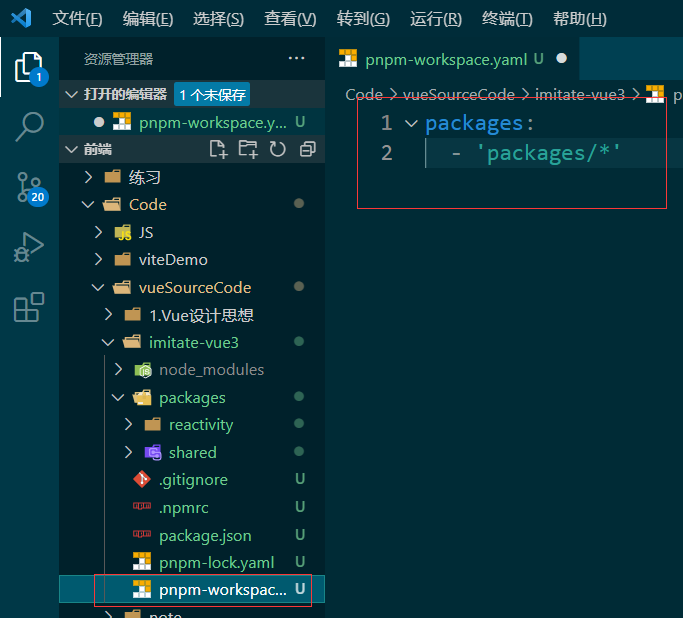 文件(F) 编辑(E) 选择(S) 查看(V) 转到(G) 运行(R) 终端(T) 帮助(H)
资源管理器 ...
打开的编辑器 1 个未保存
pnpm-workspace.y... U
前端
练习
Code
JS
viteDemo
vueSourceCode
1.Vue设计思想
imitate-vue3
node_modules
packages
reactivity
shared
.gitignore U
.npmrc U
package.json U
pnpm-lock.yaml U
pnpm-workspac... U
note
1
20
pnpm-workspace.yaml U
Code > vueSourceCode > imitate-vue3 > p
1 packages:
2 - 'packages/*'